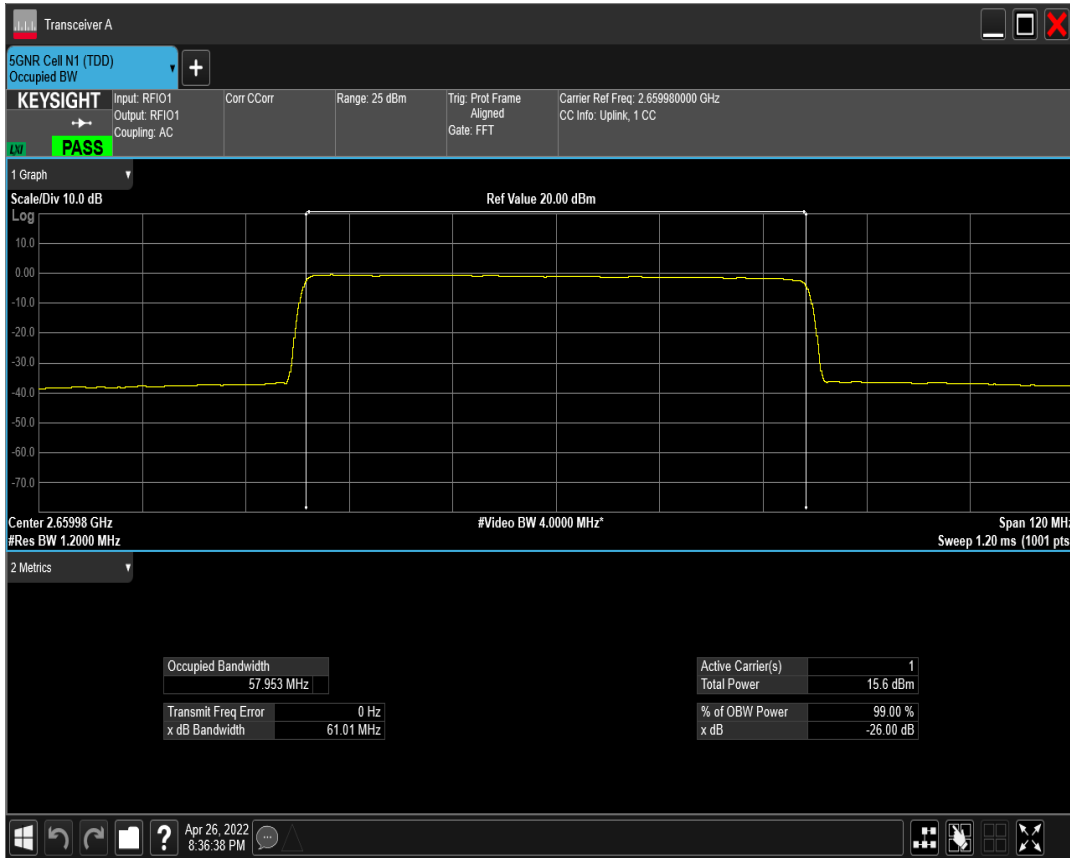 Transceiver A
5GNR Cell N1 (TDD)
Occupied BW
+
KEYSIGHT
LXI
PASS
Input: RFIO1
Output: RFIO1
Coupling: AC
Corr CCorr
Range: 25 dBm
Trig: Prot Frame
Aligned
Gate: FFT
Carrier Ref Freq: 2.659980000 GHz
CC Info: Uplink, 1 CC
1 Graph
Scale/Div 10.0 dB
Ref Value 20.00 dBm
Log
10.0
0.00
-10.0
-20.0
-30.0
-40.0
-50.0
-60.0
-70.0
Center 2.65998 GHz
#Video BW 4.0000 MHz*
Span 120 MHz
#Res BW 1.2000 MHz
Sweep 1.20 ms (1001 pts
2 Metrics
Occupied Bandwidth
57.953 MHz
Transmit Freq Error 0 Hz
x dB Bandwidth 61.01 MHz
Active Carrier(s) 1
Total Power 15.6 dBm
% of OBW Power 99.00 %
x dB -26.00 dB
?
Apr 26, 2022
8:36:38 PM